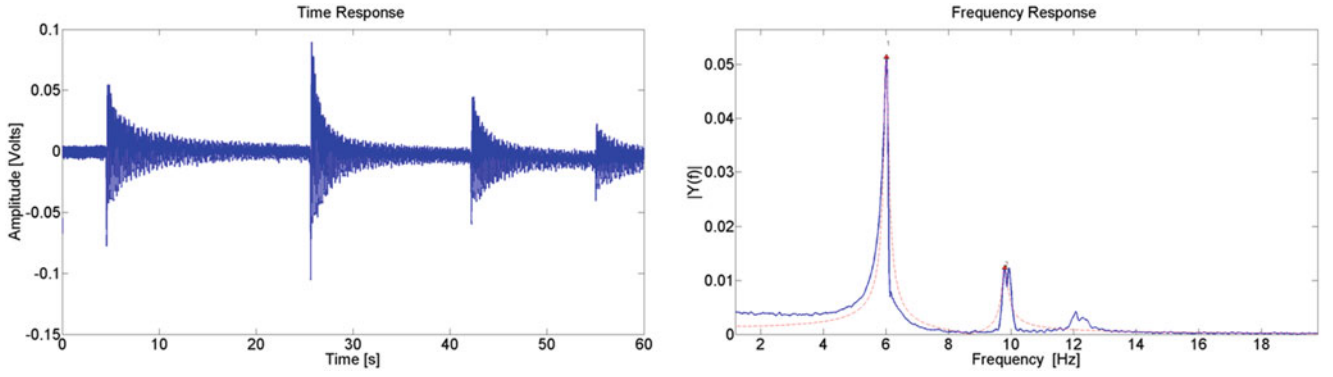 Time Response
Amplitude [Volts]
0.1
0.05
0
-0.05
-0.1
-0.15
0 10 20 30 40 50 60
Time [s]
Frequency Response
|Y(f)|
0.05
0.04
0.03
0.02
0.01
0
2 4 6 8 10 12 14 16 18
Frequency [Hz]
1